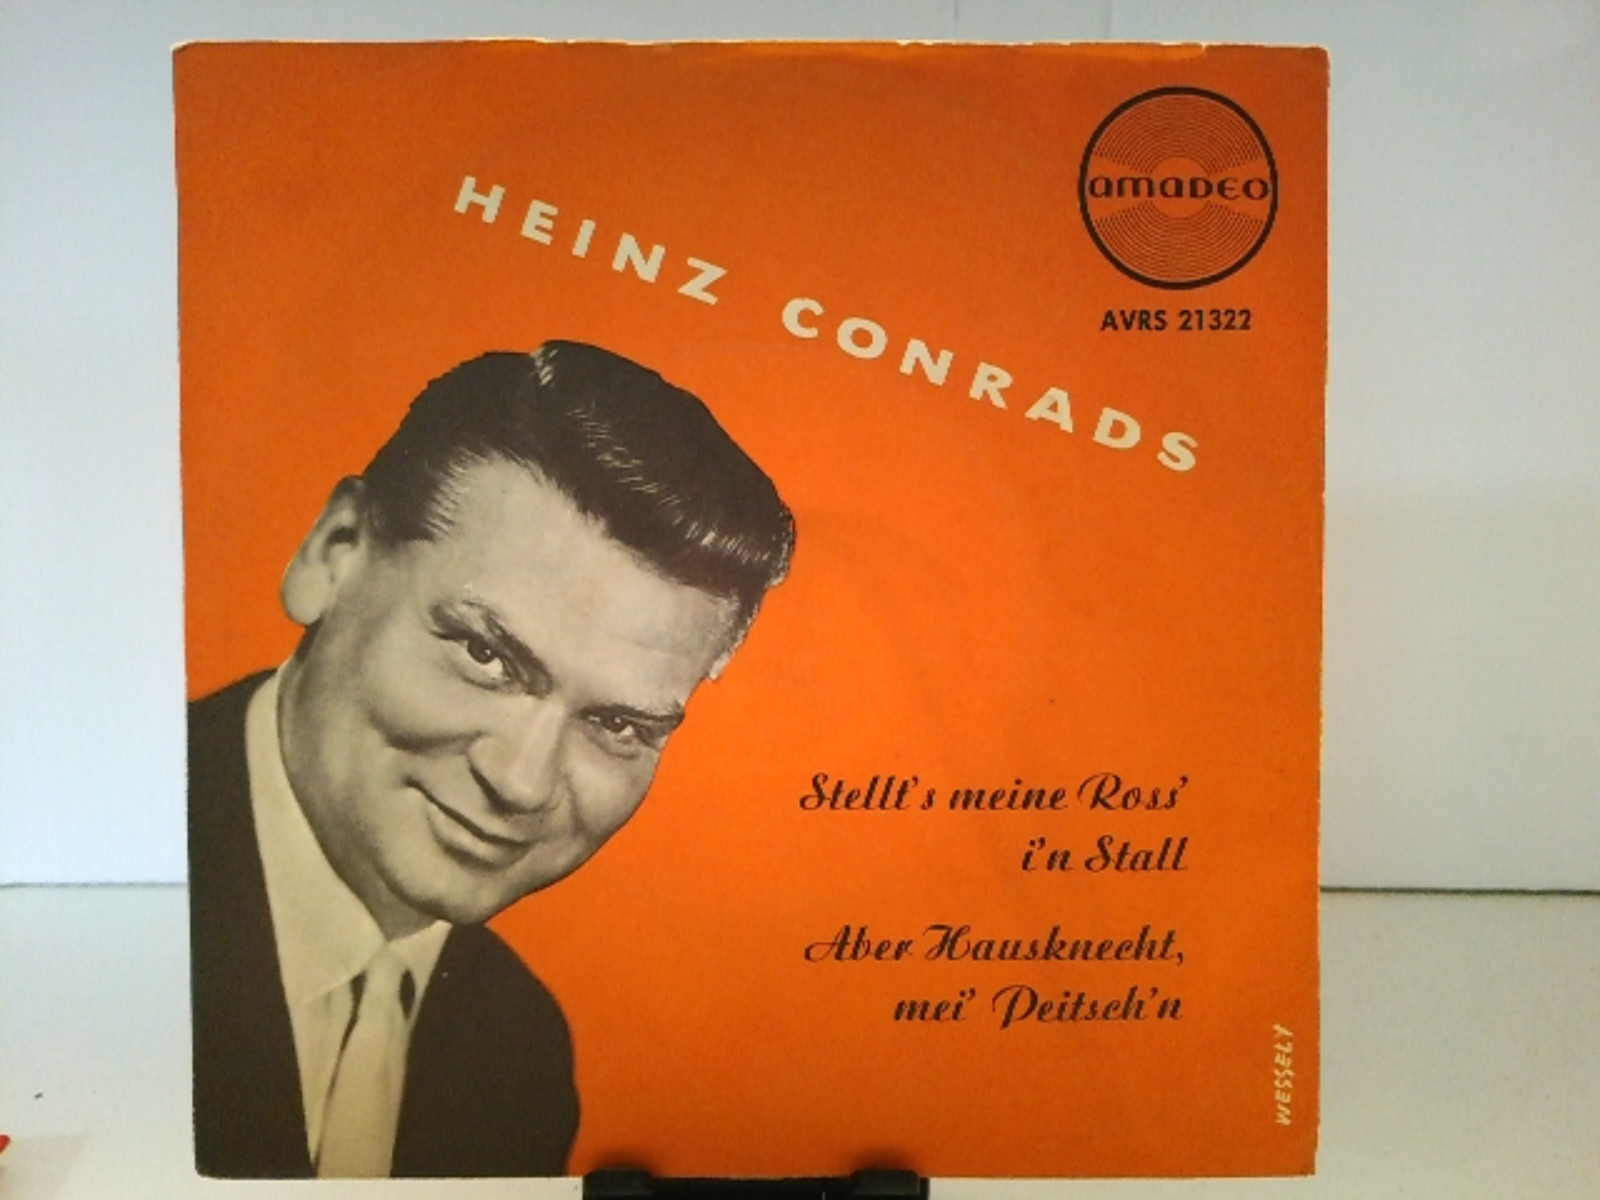 HEINZ CONRADS
amadeo
AVRS 21322
Stellt's meine Ross'
i'n Stall
Aber Hausknecht,
mei' Peitsch'n
WESSELY